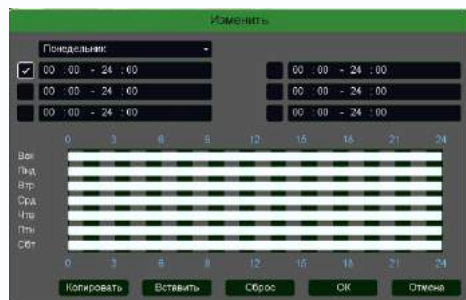 Изменить
Понедельник
00 :00 - 24 :00 00 :00 - 24 :00
00 :00 - 24 :00 00 :00 - 24 :00
00 :00 - 24 :00 00 :00 - 24 :00
0 3 6 9 12 15 18 21 24
Вск
Пнд
Втр
Срд
Чтв
Птн
Сбт
0 3 6 9 12 15 18 21 24
Копировать Вставить Сброс ОК Отмена